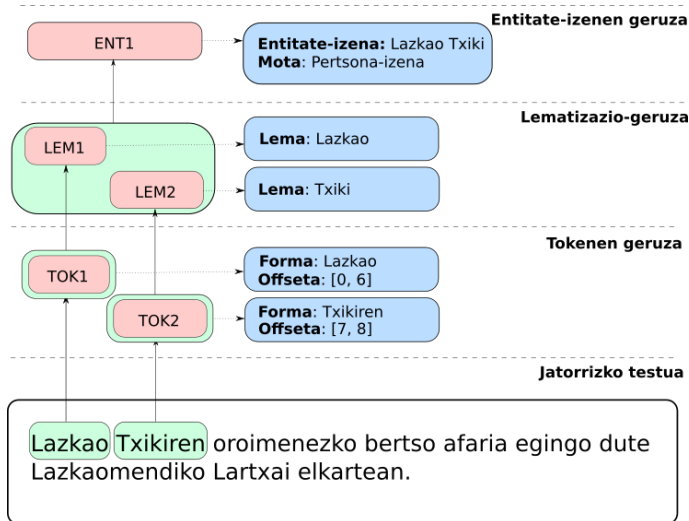 Entitate-izenen geruza
ENT1
Entitate-izena: Lazkao Txiki
Mota: Pertsona-izena
Lematizazio-geruza
LEM1
Lema: Lazkao
LEM2
Lema: Txiki
Tokenen geruza
TOK1
Forma: Lazkao
Offseta: [0, 6]
TOK2
Forma: Txikiren
Offseta: [7, 8]
Jatorrizko testua
Lazkao Txikiren oroimenezko bertso afaria egingo dute
Lazkaomendiko Lartxai elkartean.